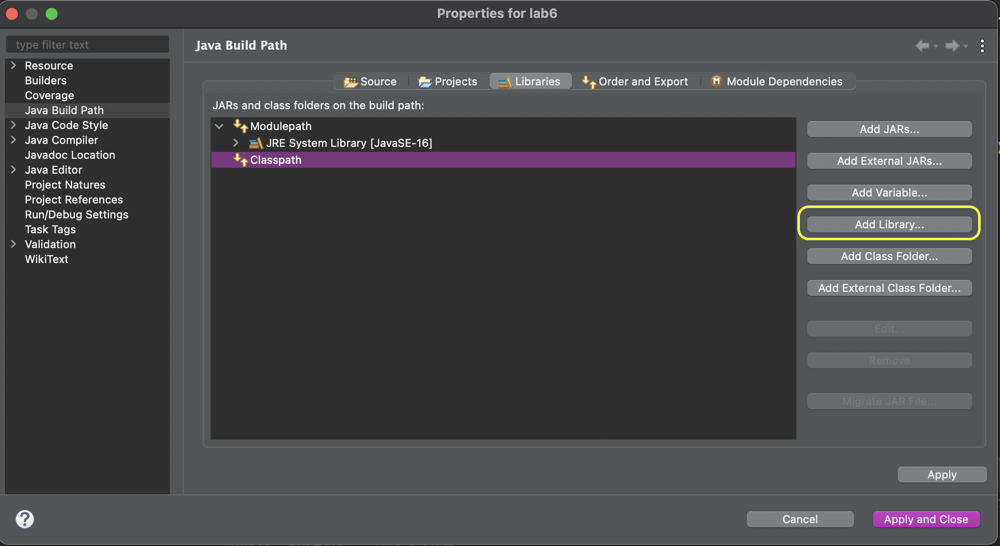 Properties for lab6
type filter text
Resource
Builders
Coverage
Java Build Path
Java Code Style
Java Compiler
Javadoc Location
Java Editor
Project Natures
Project References
Run/Debug Settings
Task Tags
Validation
WikiText
Java Build Path
Source
Projects
Libraries
Order and Export
M Module Dependencies
JARs and class folders on the build path:
Modulepath
JRE System Library [JavaSE-16]
Classpath
Add JARs...
Add External JARs...
Add Variable...
Add Library...
Add Class Folder...
Add External Class Folder...
Edit...
Remove
Migrate JAR File...
Apply
?
Cancel
Apply and Close